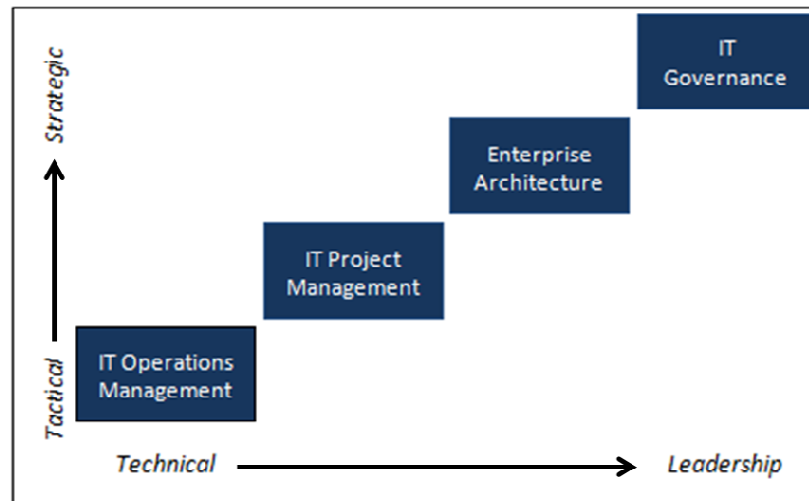 IT
Governance
Strategic
Enterprise
Architecture
IT Project
Management
Tactical
IT Operations
Management
Technical
Leadership